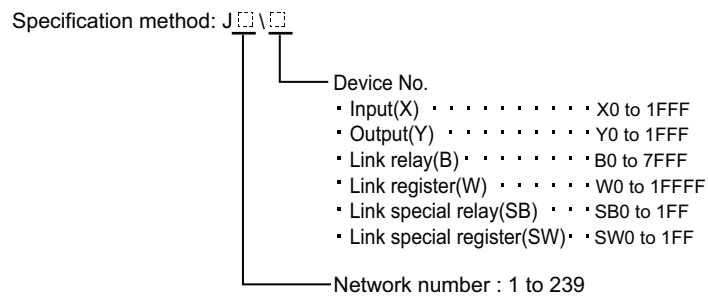 Specification method: J⬚\⬚
Device No.
・Input(X) ・・・・・・・・・・X0 to 1FFF
・Output(Y) ・・・・・・・・・Y0 to 1FFF
・Link relay(B)・・・・・・・・B0 to 7FFF
・Link register(W) ・・・・・・W0 to 1FFFF
・Link special relay(SB) ・・・SB0 to 1FF
・Link special register(SW)・・SW0 to 1FF
Network number : 1 to 239